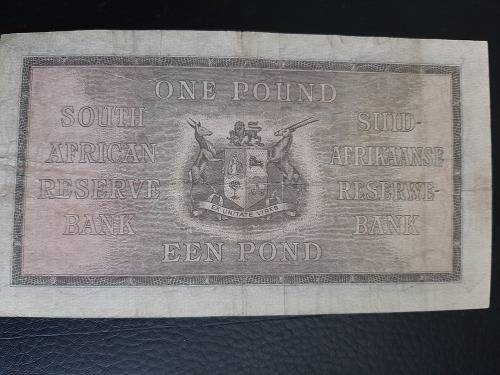 ONE POUND
SOUTH
AFRICAN
RESERVE
BANK
SUID-
AFRIKAANSE
RESERWE-
BANK
EX UNITATE VIRES
EEN POND